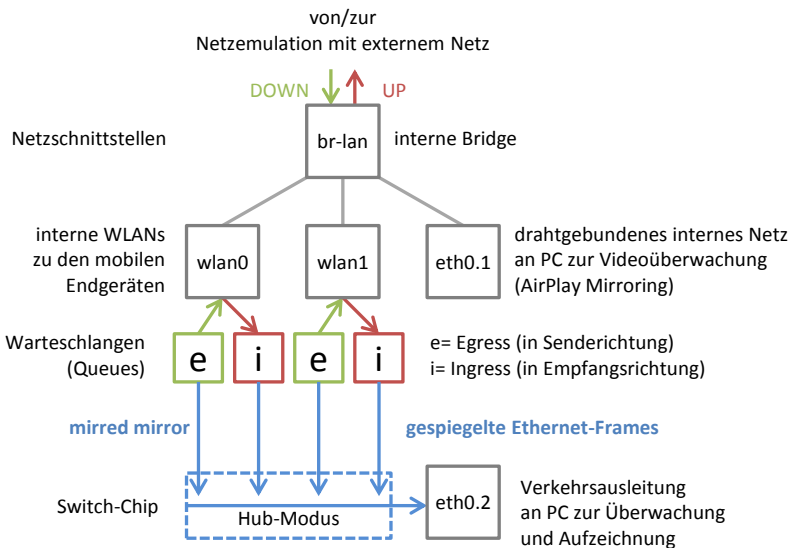 von/zur
Netzemulation mit externem Netz
DOWN
UP
Netzschnittstellen
br-lan
interne Bridge
interne WLANs
zu den mobilen
Endgeräten
wlan0
wlan1
eth0.1
drahtgebundenes internes Netz
an PC zur Videoüberwachung
(AirPlay Mirroring)
Warteschlangen
(Queues)
e
i
e
i
e= Egress (in Senderichtung)
i= Ingress (in Empfangsrichtung)
mirred mirror
gespiegelte Ethernet-Frames
Switch-Chip
Hub-Modus
eth0.2
Verkehrsausleitung
an PC zur Überwachung
und Aufzeichnung